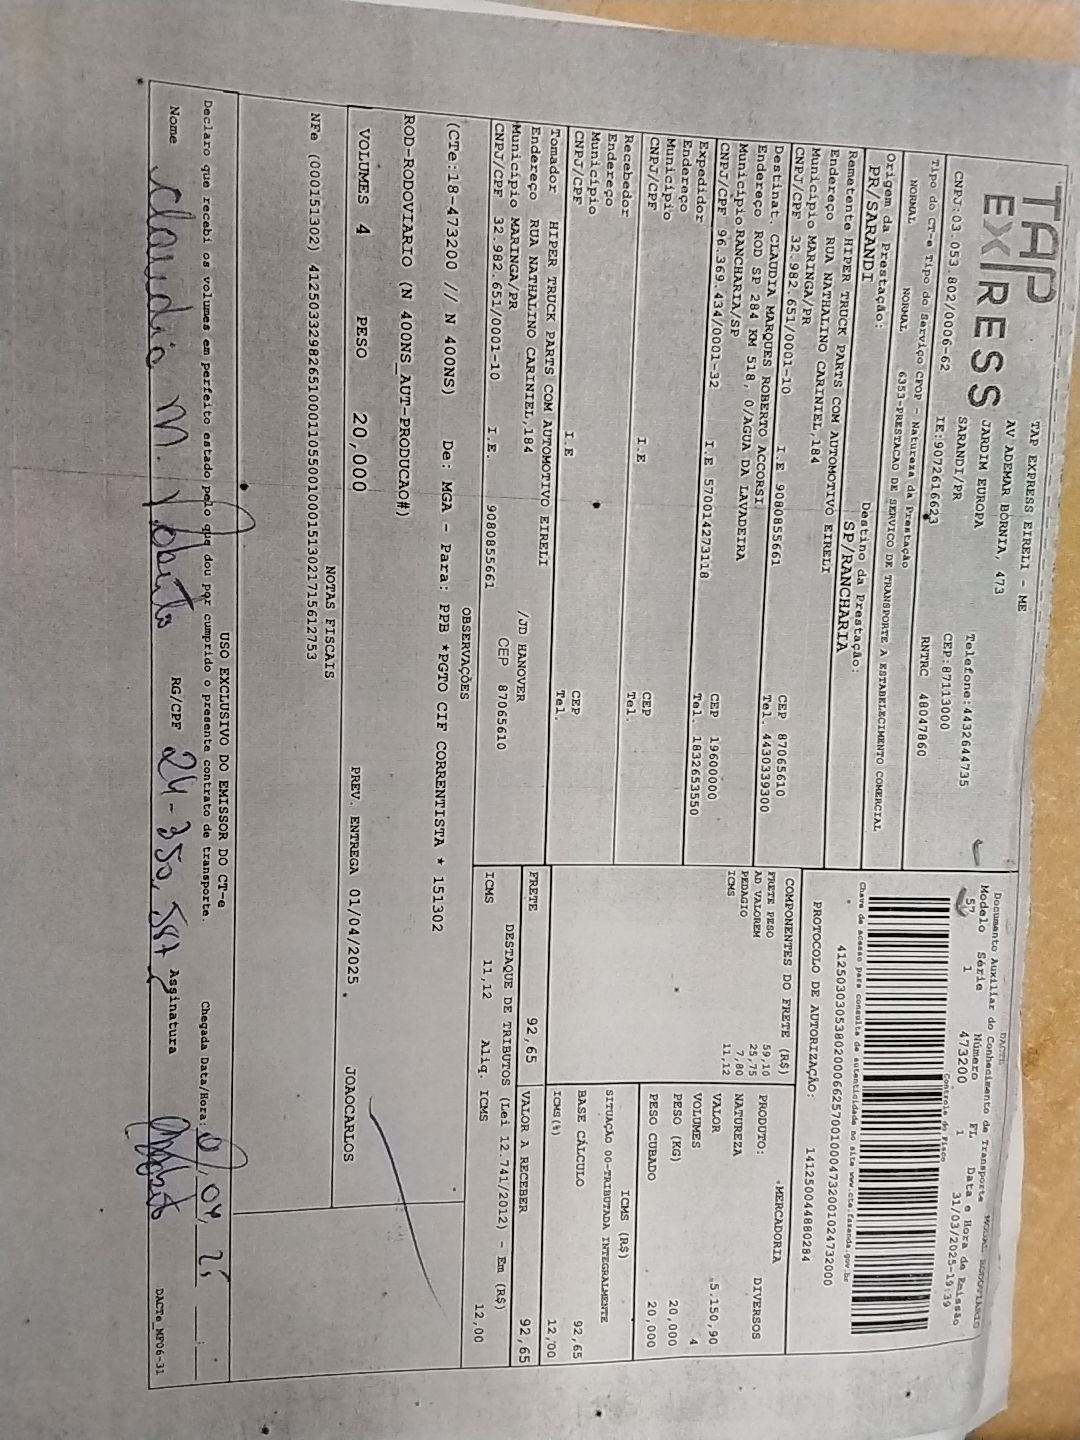 TAP
EXPRESS
TAP EXPRESS EIRELI - ME
AV ADEMAR BORNIA, 473
JARDIM EUROPA
SARANDI/PR
Telefone:4432644735
CEP:87113000
CNPJ:03.053.802/0006-62 IE:9072616623 RNTRC 48047860
DACTE
Documento Auxiliar do Conhecimento de Transporte MODAL RODOVIARIO
Modelo Série Número FL Data e Hora de Emissão
57 1 473200 1 31/03/2025-19:39
Controle do Fisco
Chave de acesso para consulta de autenticidade no site www.cte.fazenda.gov.br
41250303053802000662570010004732001024732000
PROTOCOLO DE AUTORIZAÇÃO: 141250044880284
Tipo do CT-e Tipo do Serviço CFOP - Natureza da Prestação
NORMAL NORMAL 6353-PRESTACAO DE SERVICO DE TRANSPORTE A ESTABELECIMENTO COMERCIAL
Origem da Prestação: Destino da Prestação:
PR/SARANDI SP/RANCHARIA
Remetente HIPER TRUCK PARTS COM AUTOMOTIVO EIRELI
Endereço RUA NATHALINO CARINIEL,184
Município MARINGA/PR CEP 87065610
CNPJ/CPF 32.982.651/0001-10 I.E 9080855661 Tel. 4430339300
Destinat. CLAUDIA MARQUES ROBERTO ACCORSI
Endereço ROD SP 284 KM 518, 0/AGUA DA LAVADEIRA
Município RANCHARIA/SP CEP 19600000
CNPJ/CPF 96.369.434/0001-32 I.E 570014273118 Tel. 1832653550
Expedidor
Endereço
Município CEP
CNPJ/CPF I.E Tel.
Recebedor
Endereço
Município CEP
CNPJ/CPF I.E Tel.
Tomador HIPER TRUCK PARTS COM AUTOMOTIVO EIRELI
Endereço RUA NATHALINO CARINIEL,184 /JD HANOVER
Município MARINGA/PR CEP 87065610
CNPJ/CPF 32.982.651/0001-10 I.E. 9080855661
COMPONENTES DO FRETE (R$)
FRETE PESO 59,10
AD VALOREM 25,75
PEDAGIO 7,80
ICMS 11,12
PRODUTO: MERCADORIA
NATUREZA DIVERSOS
VALOR 5.150,90
VOLUMES 4
PESO (KG) 20,000
PESO CUBADO 20,000
ICMS (R$)
SITUAÇÃO 00-TRIBUTADA INTEGRALMENTE
BASE CÁLCULO 92,65
ICMS(%) 12,00
FRETE 92,65 VALOR A RECEBER 92,65
DESTAQUE DE TRIBUTOS (Lei 12.741/2012) - Em (R$)
ICMS 11,12 Aliq. ICMS 12,00
OBSERVAÇÕES
(CTe:18-473200 // N 400NS) De: MGA - Para: PPB *PGTO CIF CORRENTISTA * 151302
ROD-RODOVIARIO (N 400NS_AUT-PRODUCAO#)
VOLUMES 4 PESO 20,000 PREV. ENTREGA 01/04/2025 JOAOCARLOS
NOTAS FISCAIS
NFe (000151302) 41250332982651000110550010001513021715612753
USO EXCLUSIVO DO EMISSOR DO CT-e
Declaro que recebi os volumes em perfeito estado pelo que dou por cumprido o presente contrato de transporte. Chegada Data/Hora:
Nome Claudia M. Roberto RG/CPF Assinatura
DACTe_MP06-31